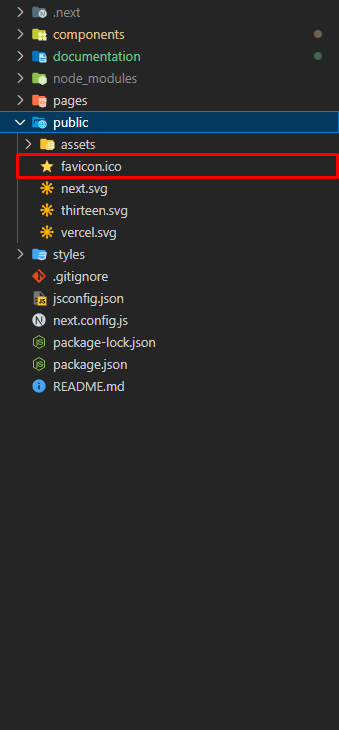 .next
components
documentation
node_modules
pages
public
assets
favicon.ico
next.svg
thirteen.svg
vercel.svg
styles
.gitignore
jsconfig.json
next.config.js
package-lock.json
package.json
README.md